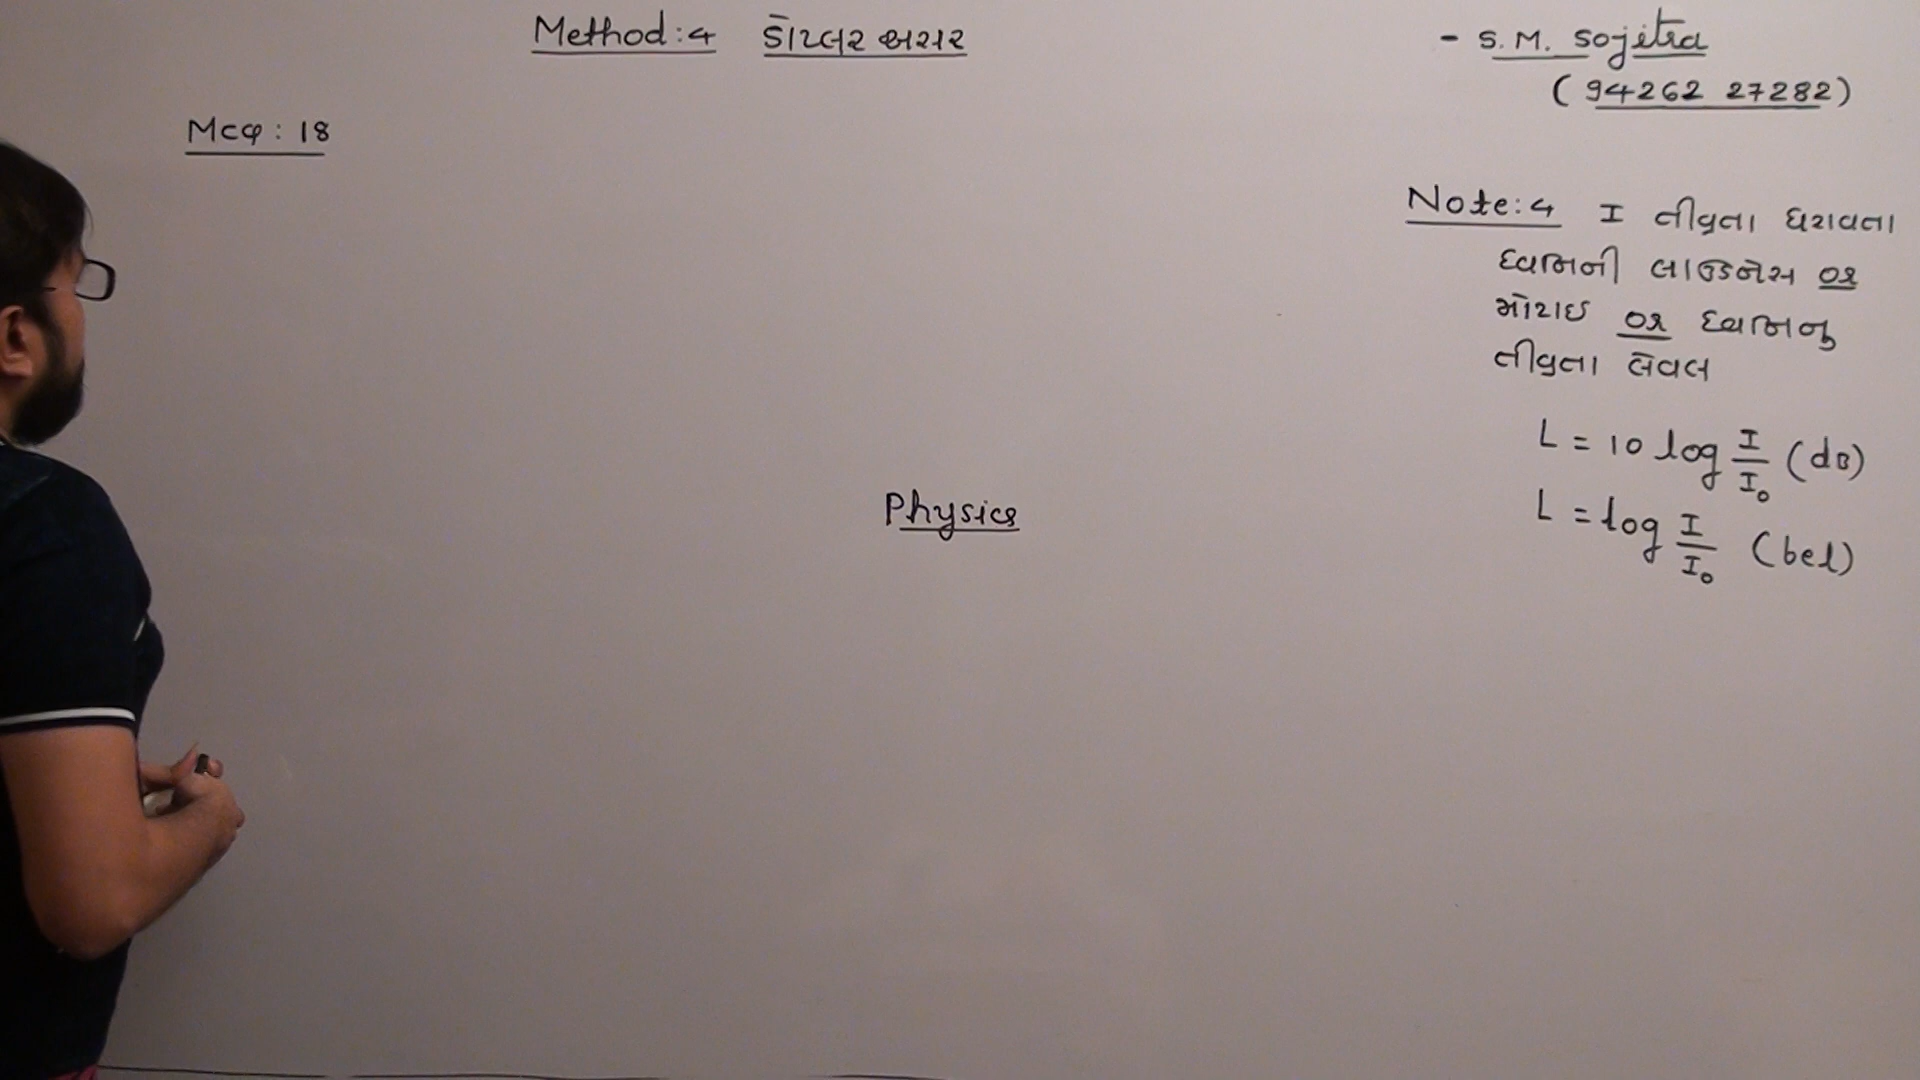 Method:4 ડૉપ્લર અસર
- S. M. Sojitra
(94262 27282)
MCQ : 18
Note:4 I તીવ્રતા ધરાવતા
ધ્વનિની લાઉડનેસ or
મોટાઇ or ધ્વનિનુ
તીવ્રતા લેવલ
L = 10 log I/I₀ (dB)
L = log I/I₀ (bel)
Physics